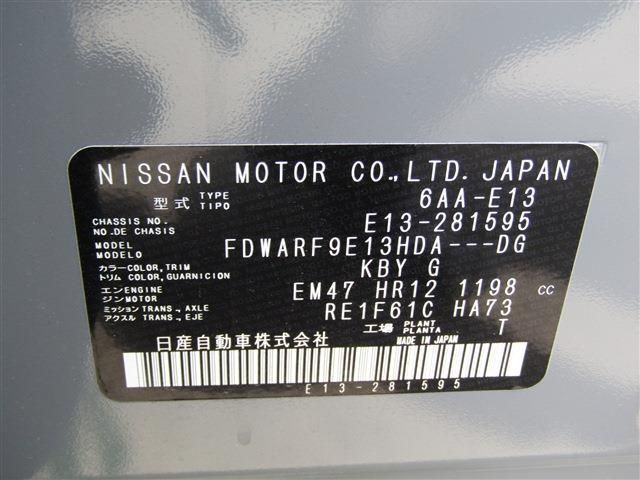 NISSAN MOTOR CO.,LTD. JAPAN
型式 TYPE TIPO 6AA-E13
CHASSIS NO. NO.DE CHASIS E13-281595
MODEL MODELO FDWARF9E13HDA---DG
カラー COLOR,TRIM トリム COLOR, GUARNICION KBY G
エンジン ENGINE MOTOR EM47 HR12 1198 cc
ミッション TRANS., AXLE アクスル TRANS., EJE RE1F61C HA73
工場 PLANT PLANTA T
日産自動車株式会社 MADE IN JAPAN
E13-281595